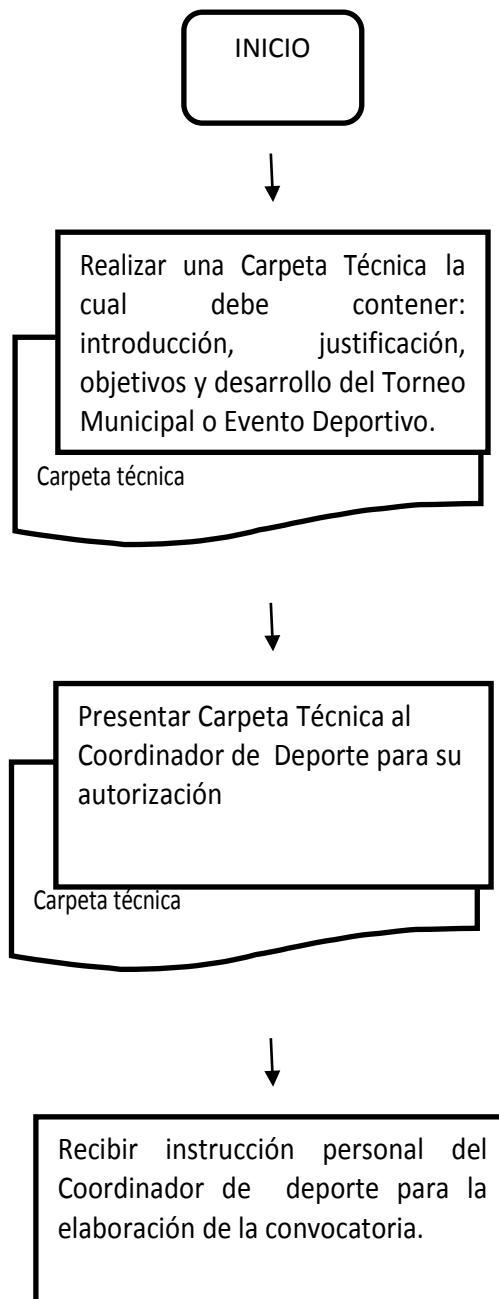 INICIO
Realizar una Carpeta Técnica la
cual debe contener:
introducción, justificación,
objetivos y desarrollo del Torneo
Municipal o Evento Deportivo.
Carpeta técnica
Presentar Carpeta Técnica al
Coordinador de Deporte para su
autorización
Carpeta técnica
Recibir instrucción personal del
Coordinador de deporte para la
elaboración de la convocatoria.